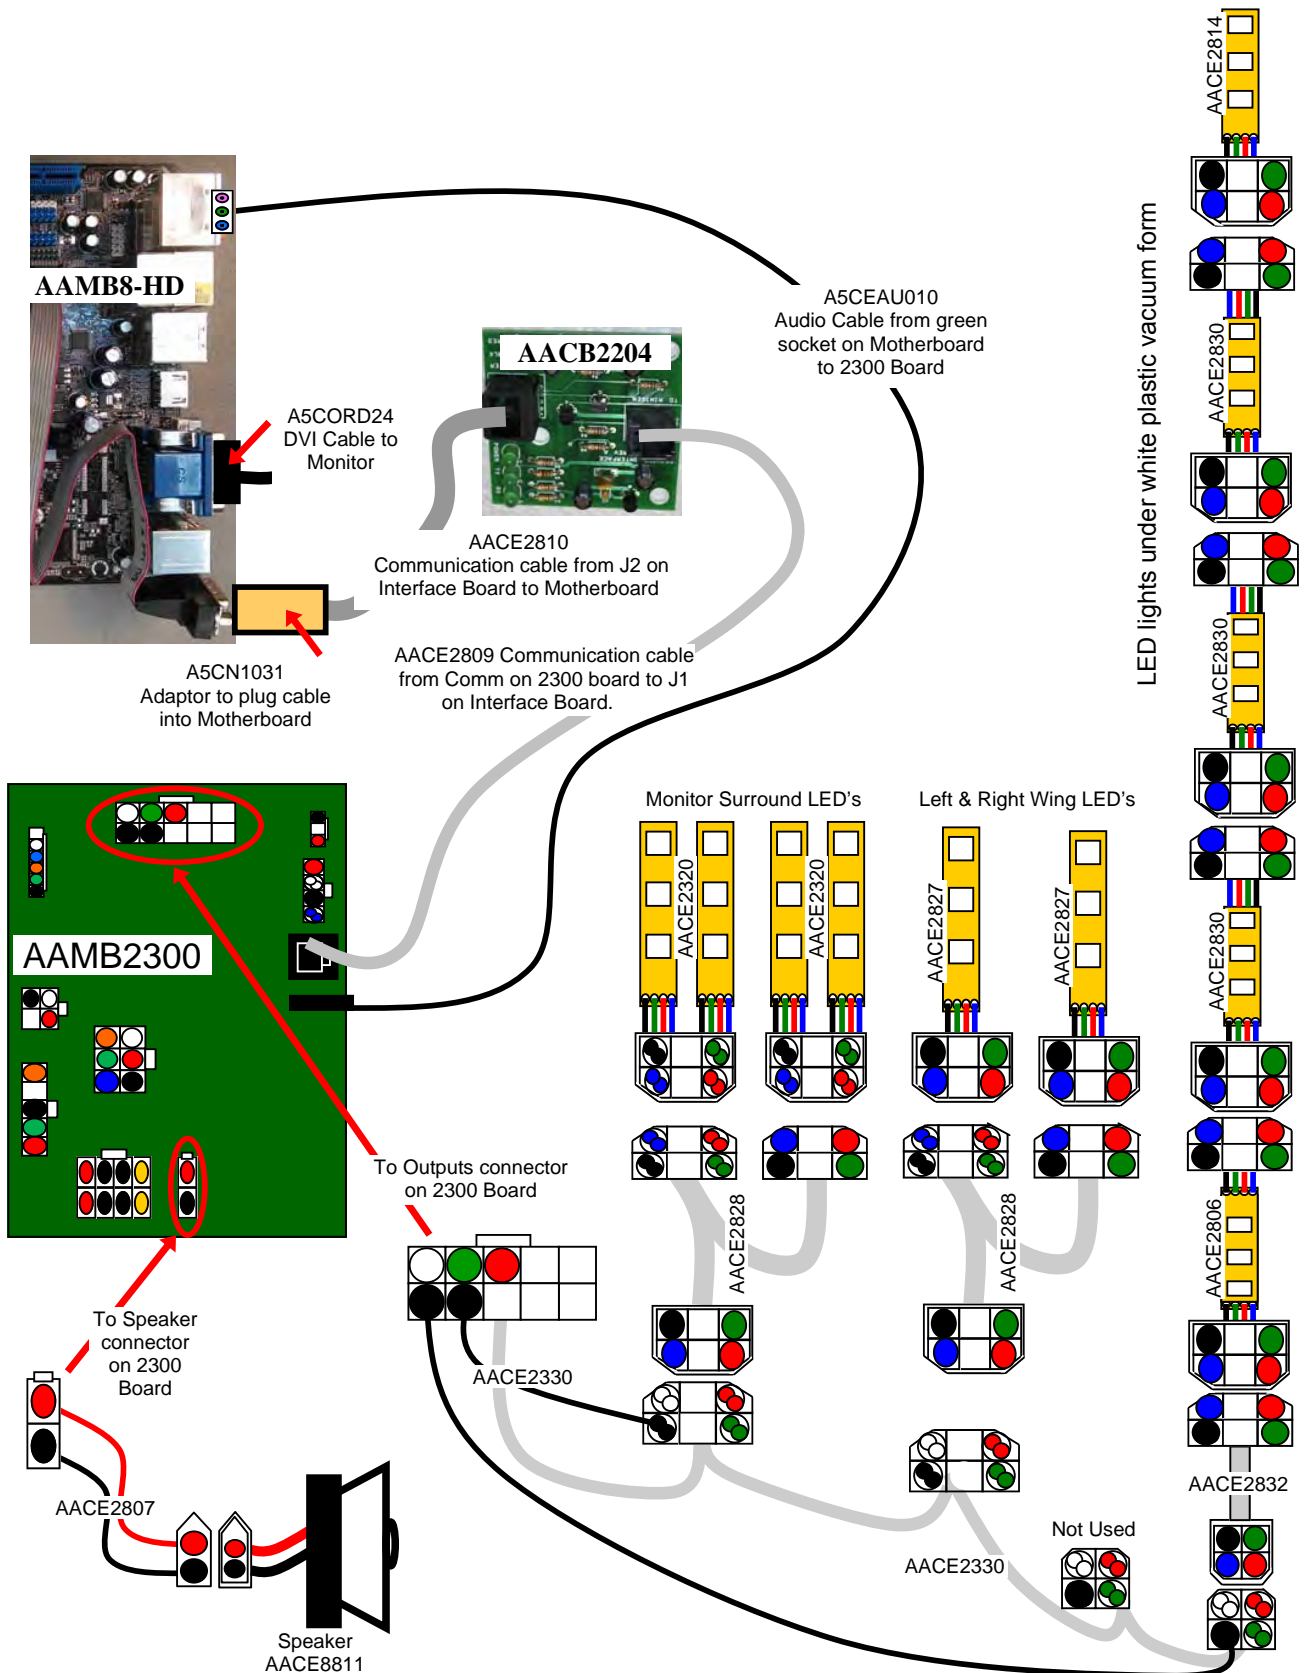 AACE2814
AAMB8-HD
A5CEAU010
Audio Cable from green
socket on Motherboard
to 2300 Board
AACB2204
LED lights under white plastic vacuum form
AACE2830
A5CORD24
DVI Cable to
Monitor
AACE2810
Communication cable from J2 on
Interface Board to Motherboard
A5CN1031
Adaptor to plug cable
into Motherboard
AACE2809 Communication cable
from Comm on 2300 board to J1
on Interface Board.
AACE2830
Monitor Surround LED's
Left & Right Wing LED's
AACE2320
AACE2320
AACE2827
AACE2827
AACE2830
AAMB2300
To Outputs connector
on 2300 Board
AACE2828
AACE2828
AACE2806
To Speaker
connector
on 2300
Board
AACE2330
AACE2807
AACE2832
Not Used
AACE2330
Speaker
AACE8811